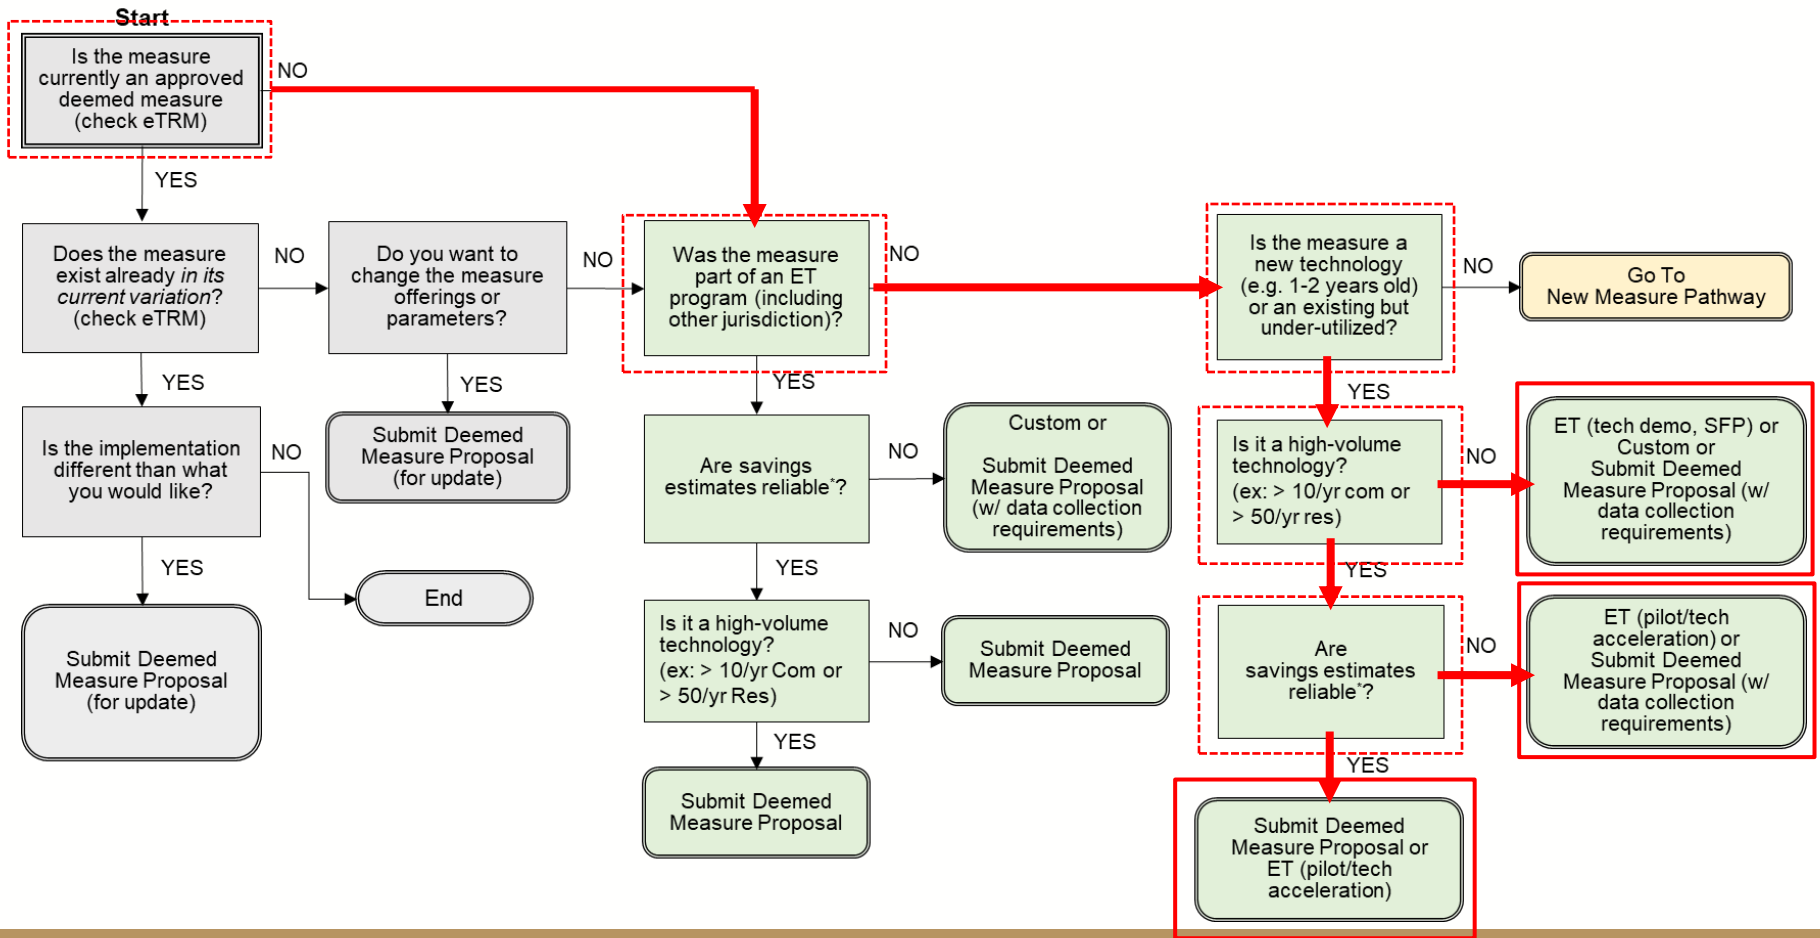 Start
Is the measure
currently an approved
deemed measure
(check eTRM)
NO
YES
Does the measure
exist already in its
current variation?
(check eTRM)
NO
Do you want to
change the measure
offerings or
parameters?
NO
Was the measure
part of an ET
program (including
other jurisdiction)?
NO
Is the measure a
new technology
(e.g. 1-2 years old)
or an existing but
under-utilized?
NO
Go To
New Measure Pathway
YES
YES
YES
YES
Is the implementation
different than what
you would like?
NO
Submit Deemed
Measure Proposal
(for update)
Are savings
estimates reliable*?
NO
Custom or
Submit Deemed
Measure Proposal
(w/ data collection
requirements)
Is it a high-volume
technology?
(ex: > 10/yr com or
> 50/yr res)
NO
ET (tech demo, SFP) or
Custom or
Submit Deemed
Measure Proposal (w/
data collection
requirements)
YES
YES
YES
End
Submit Deemed
Measure Proposal
(for update)
Is it a high-volume
technology?
(ex: > 10/yr Com or
> 50/yr Res)
NO
Submit Deemed
Measure Proposal
Are
savings estimates
reliable*?
NO
ET (pilot/tech
acceleration) or
Submit Deemed
Measure Proposal (w/
data collection
requirements)
YES
YES
Submit Deemed
Measure Proposal
Submit Deemed
Measure Proposal or
ET (pilot/tech
acceleration)